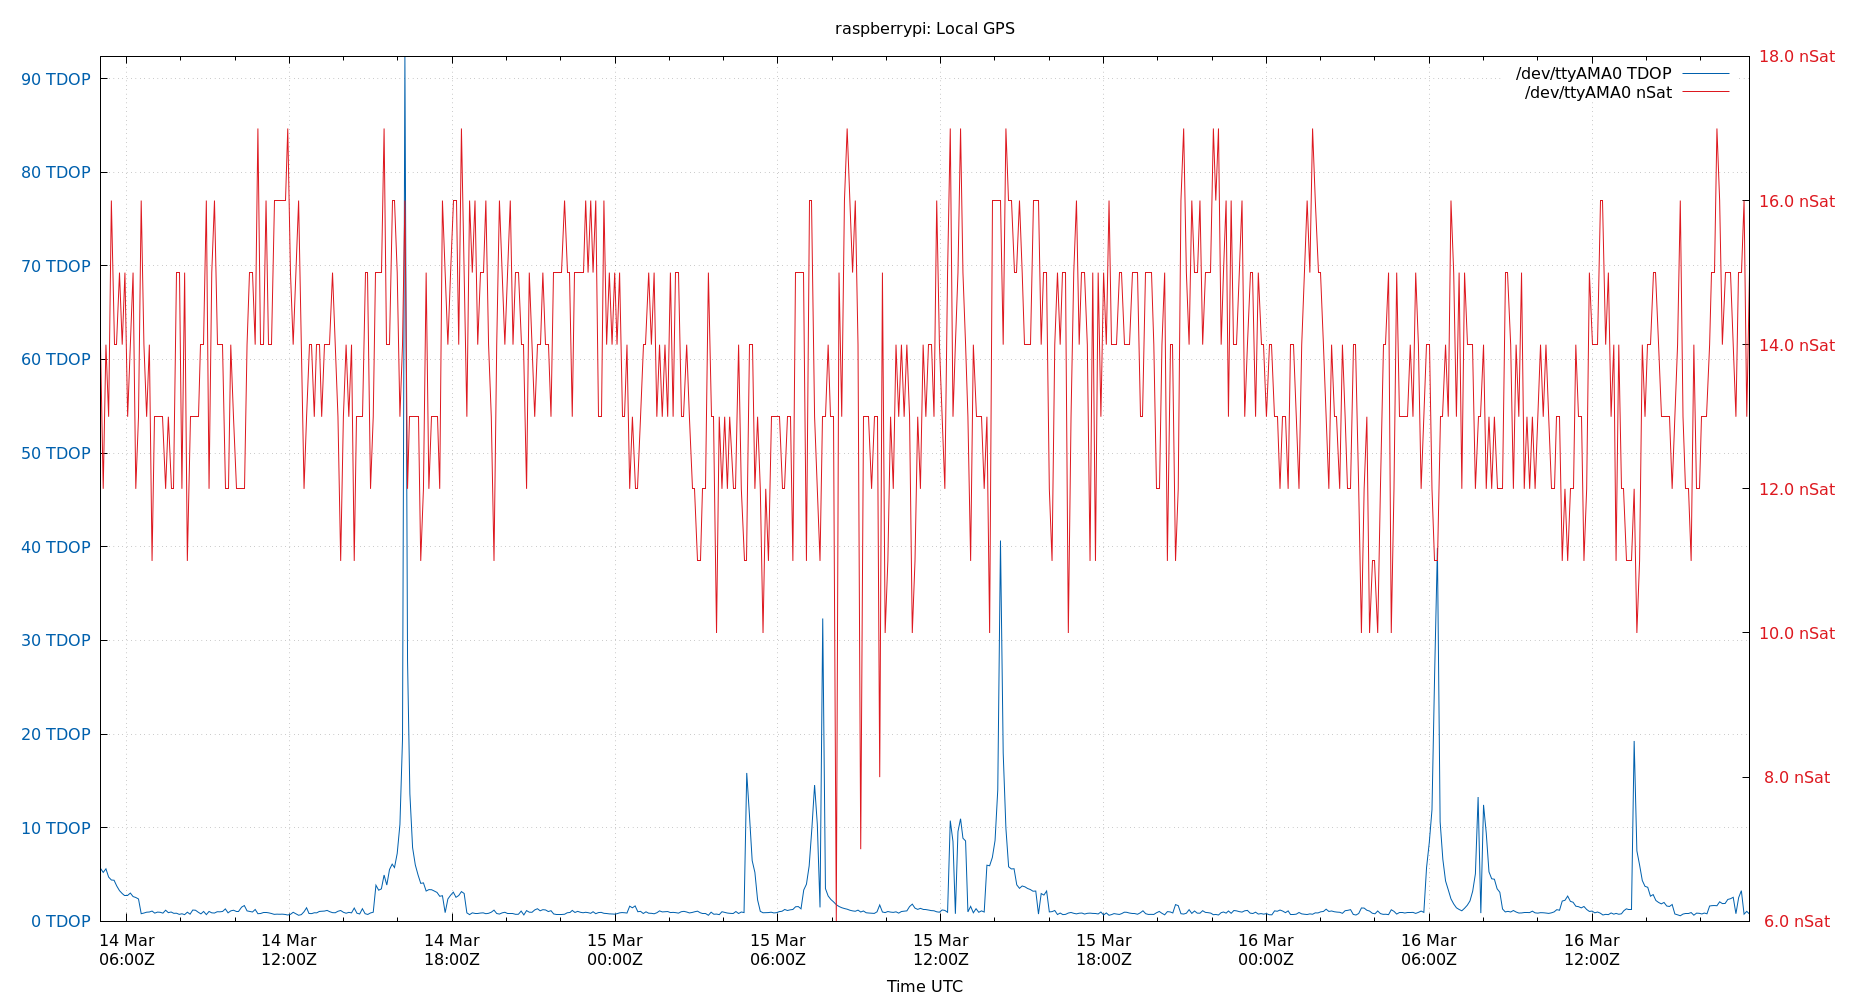 raspberrypi: Local GPS
/dev/ttyAMA0 TDOP
/dev/ttyAMA0 nSat
90 TDOP
80 TDOP
70 TDOP
60 TDOP
50 TDOP
40 TDOP
30 TDOP
20 TDOP
10 TDOP
0 TDOP
18.0 nSat
16.0 nSat
14.0 nSat
12.0 nSat
10.0 nSat
8.0 nSat
6.0 nSat
14 Mar
06:00Z
14 Mar
12:00Z
14 Mar
18:00Z
15 Mar
00:00Z
15 Mar
06:00Z
15 Mar
12:00Z
15 Mar
18:00Z
16 Mar
00:00Z
16 Mar
06:00Z
16 Mar
12:00Z
Time UTC